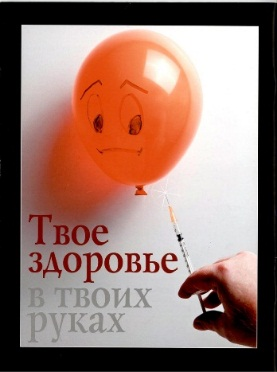 Твое
здоровье
в твоих
руках